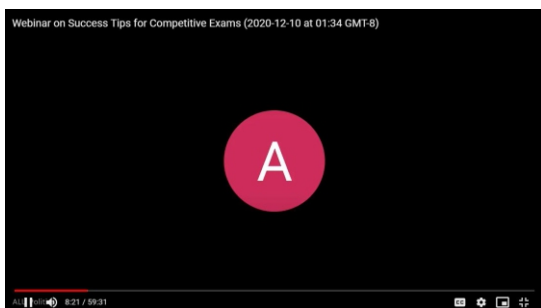 Webinar on Success Tips for Competitive Exams (2020-12-10 at 01:34 GMT-8)
A
8:21 / 59:31
CC